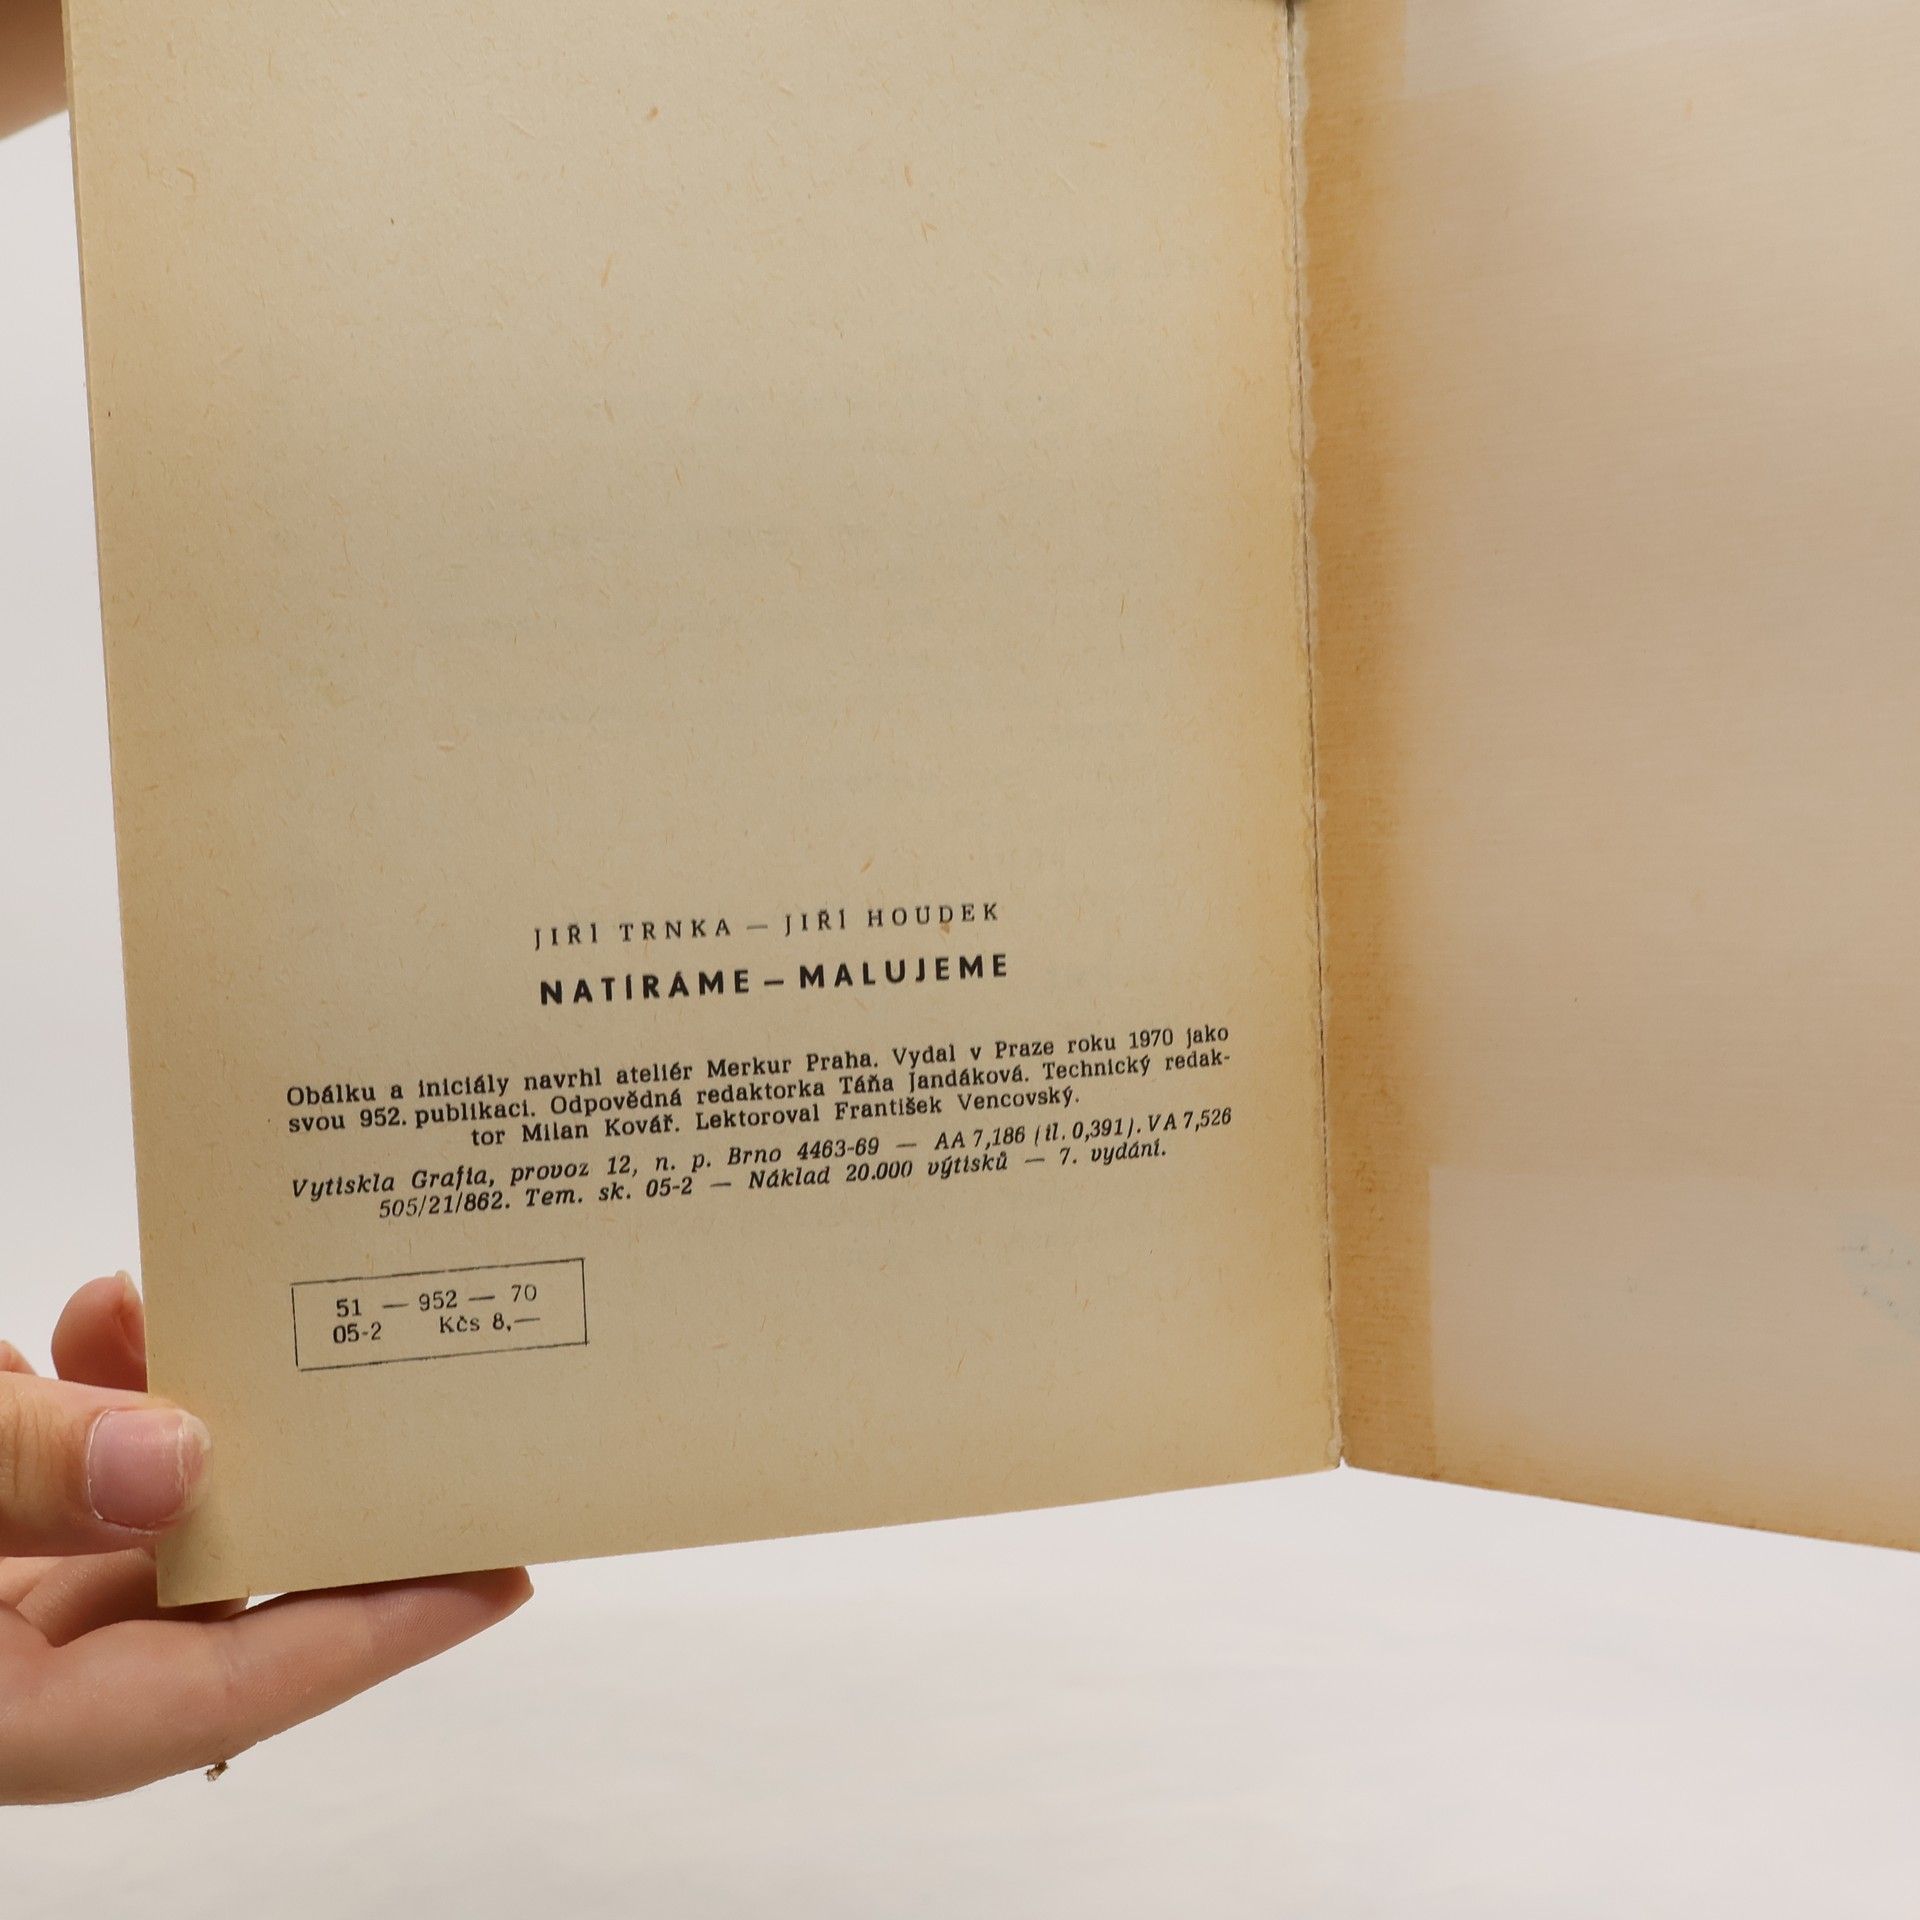 JIŘÍ TRNKA — JIŘÍ HOUDEK
NATÍRÁME — MALUJEME
Obálku a iniciály navrhl ateliér Merkur Praha. Vydal v Praze roku 1970 jako
svou 952. publikaci. Odpovědná redaktorka Táňa Jandáková. Technický redak-
tor Milan Kovář. Lektoroval František Vencovský.
Vytiskla Grafia, provoz 12, n. p. Brno 4463-69 — AA 7,186 (il. 0,391). VA 7,526
505/21/862. Tem. sk. 05-2 — Náklad 20.000 výtisků — 7. vydání.
51 — 952 — 70
05-2 Kčs 8,—